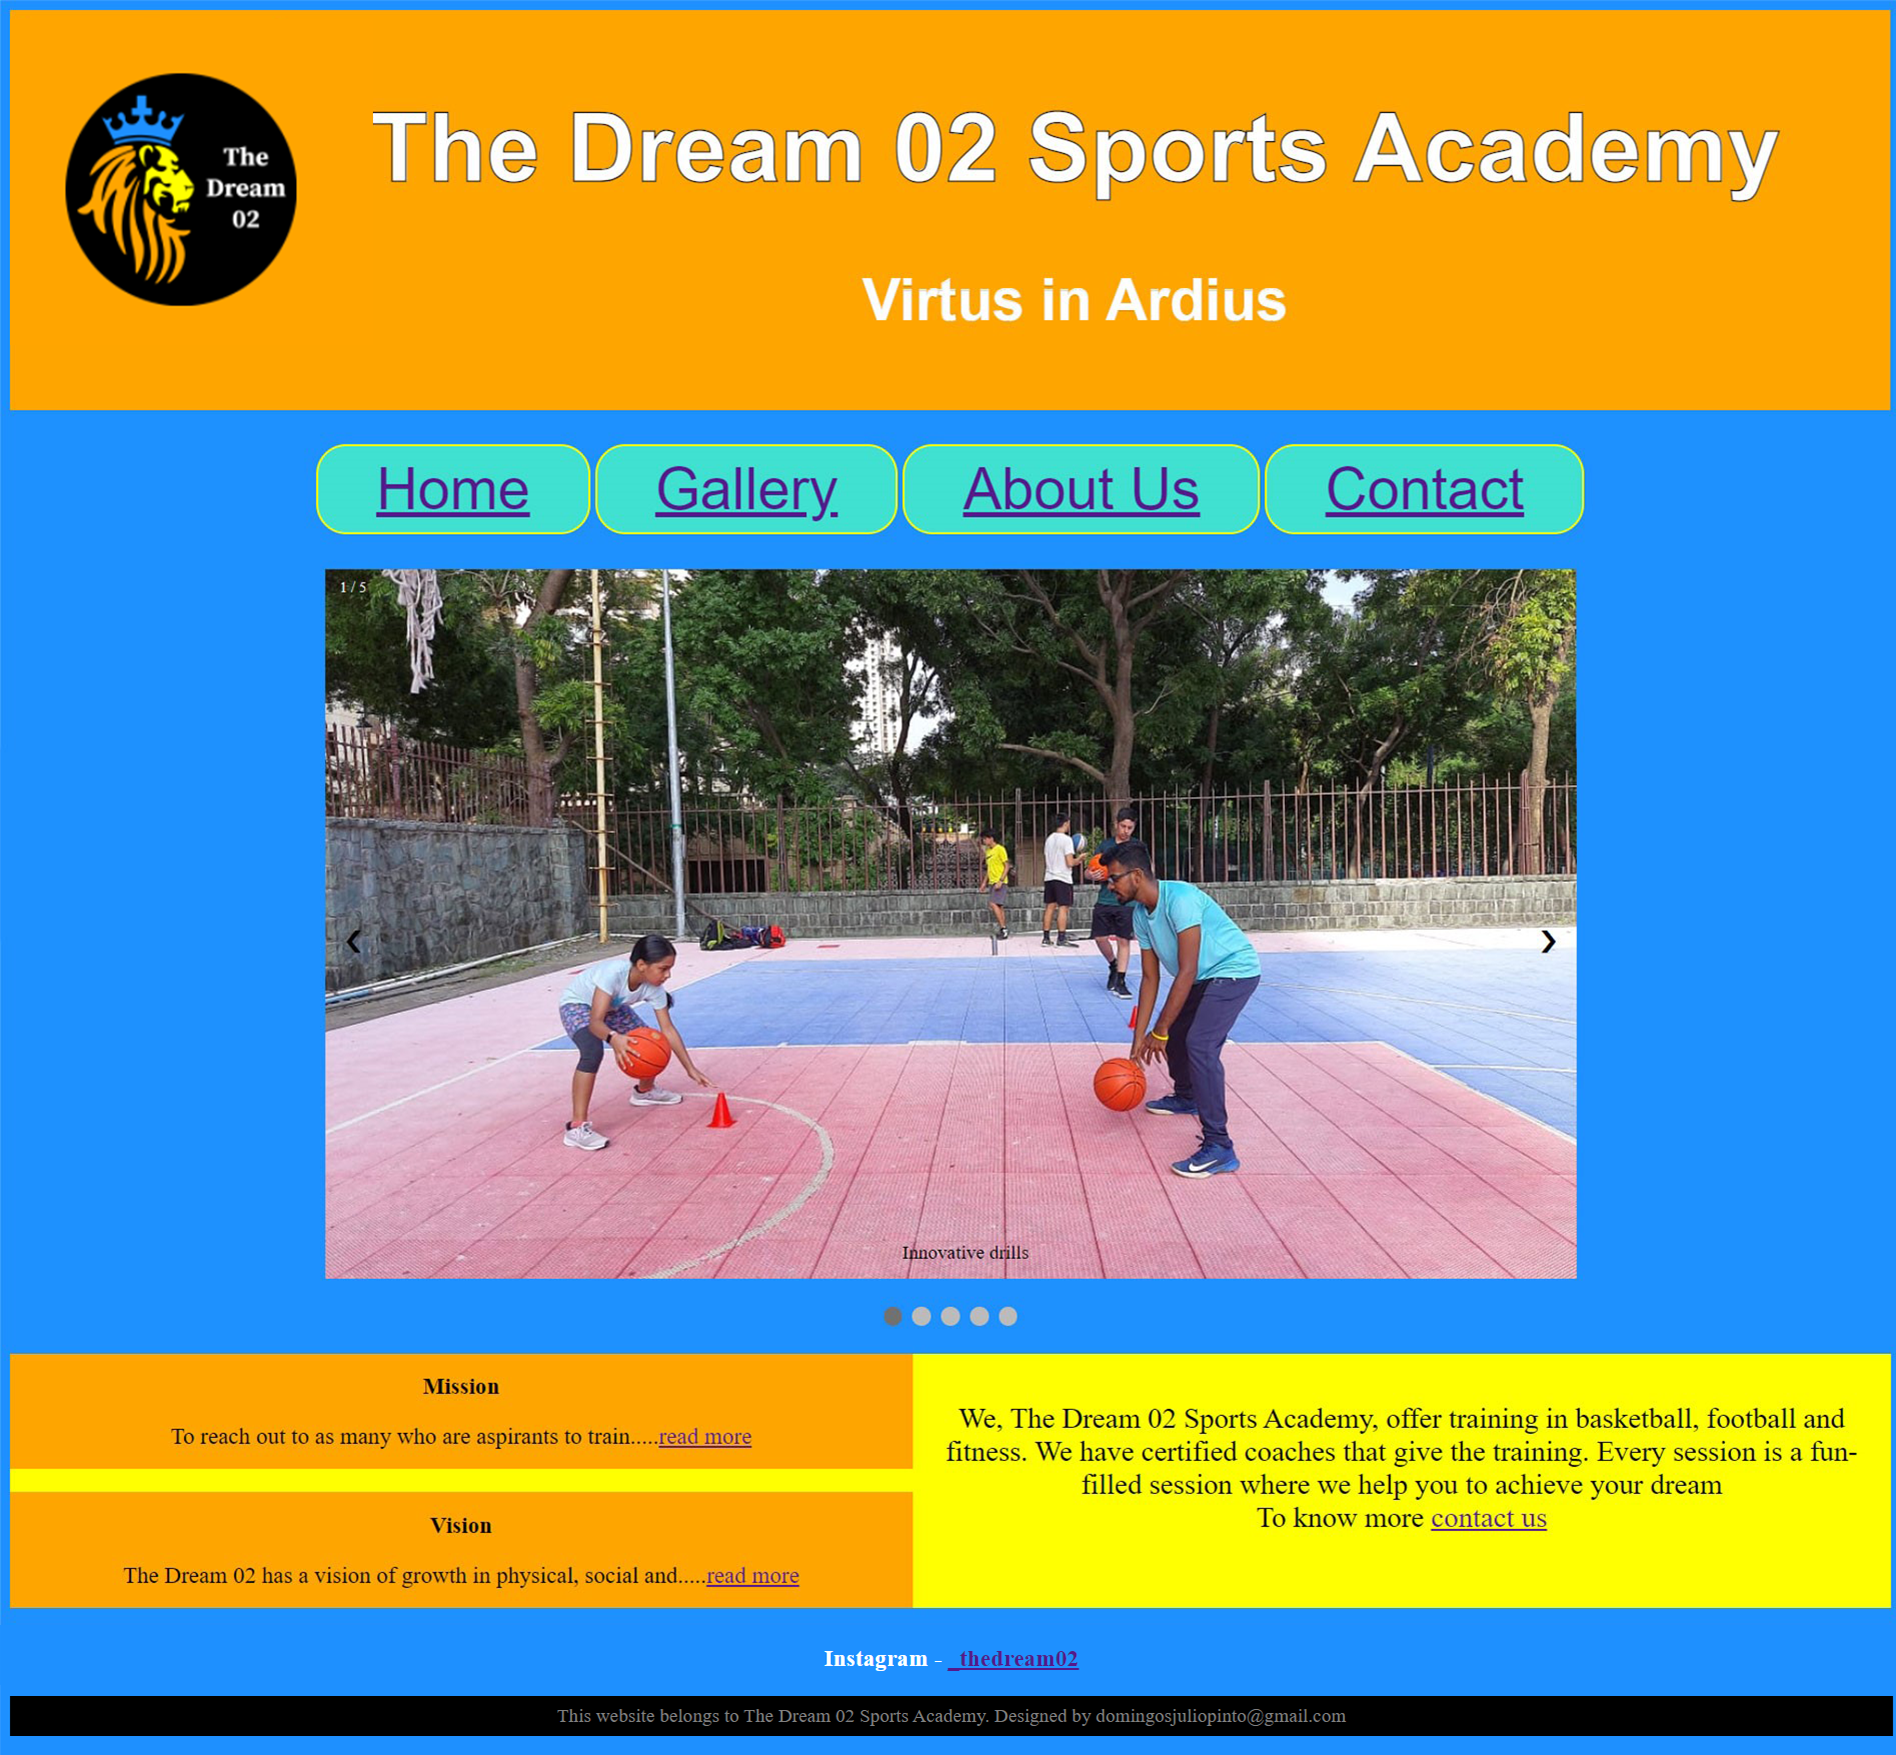 The
Dream
02
The Dream 02 Sports Academy
Virtus in Ardius
Home Gallery About Us Contact
1 / 5
❮ ❯
Innovative drills
Mission
To reach out to as many who are aspirants to train.....read more
Vision
The Dream 02 has a vision of growth in physical, social and.....read more
We, The Dream 02 Sports Academy, offer training in basketball, football and
fitness. We have certified coaches that give the training. Every session is a fun-
filled session where we help you to achieve your dream
To know more contact us
Instagram - _thedream02
This website belongs to The Dream 02 Sports Academy. Designed by domingosjuliopinto@gmail.com